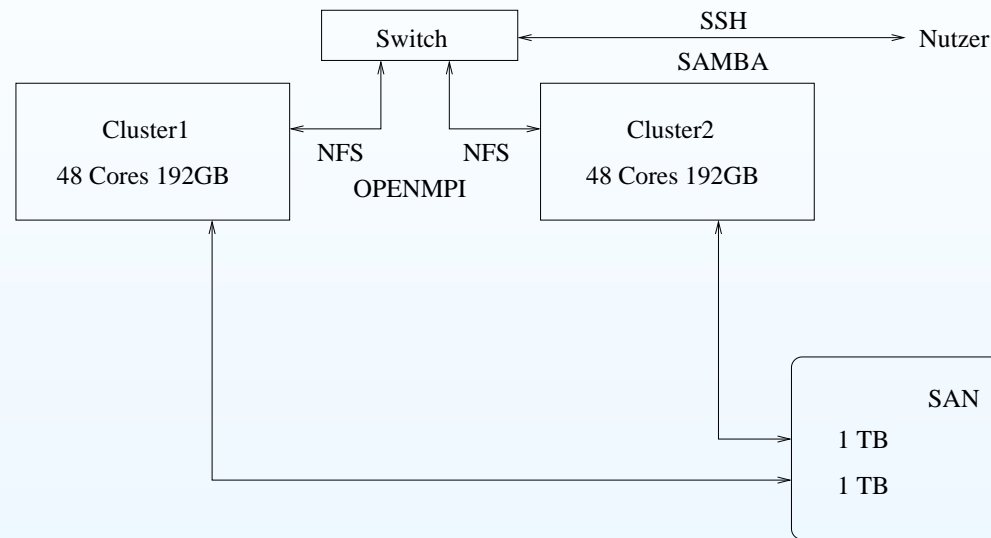 SSH
Switch
Nutzer
SAMBA
Cluster1
Cluster2
NFS
NFS
48 Cores 192GB
48 Cores 192GB
OPENMPI
SAN
1 TB
1 TB